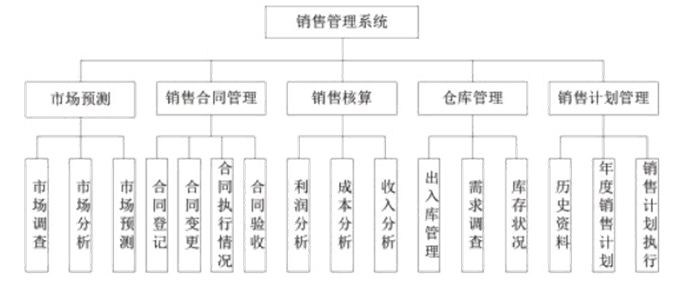 销售管理系统
市场预测
销售合同管理
销售核算
仓库管理
销售计划管理
市场调查
市场分析
市场预测
合同登记
合同变更
合同执行情况
合同验收
利润分析
成本分析
收入分析
出入库管理
需求调查
库存状况
历史资料
年度销售计划
销售计划执行